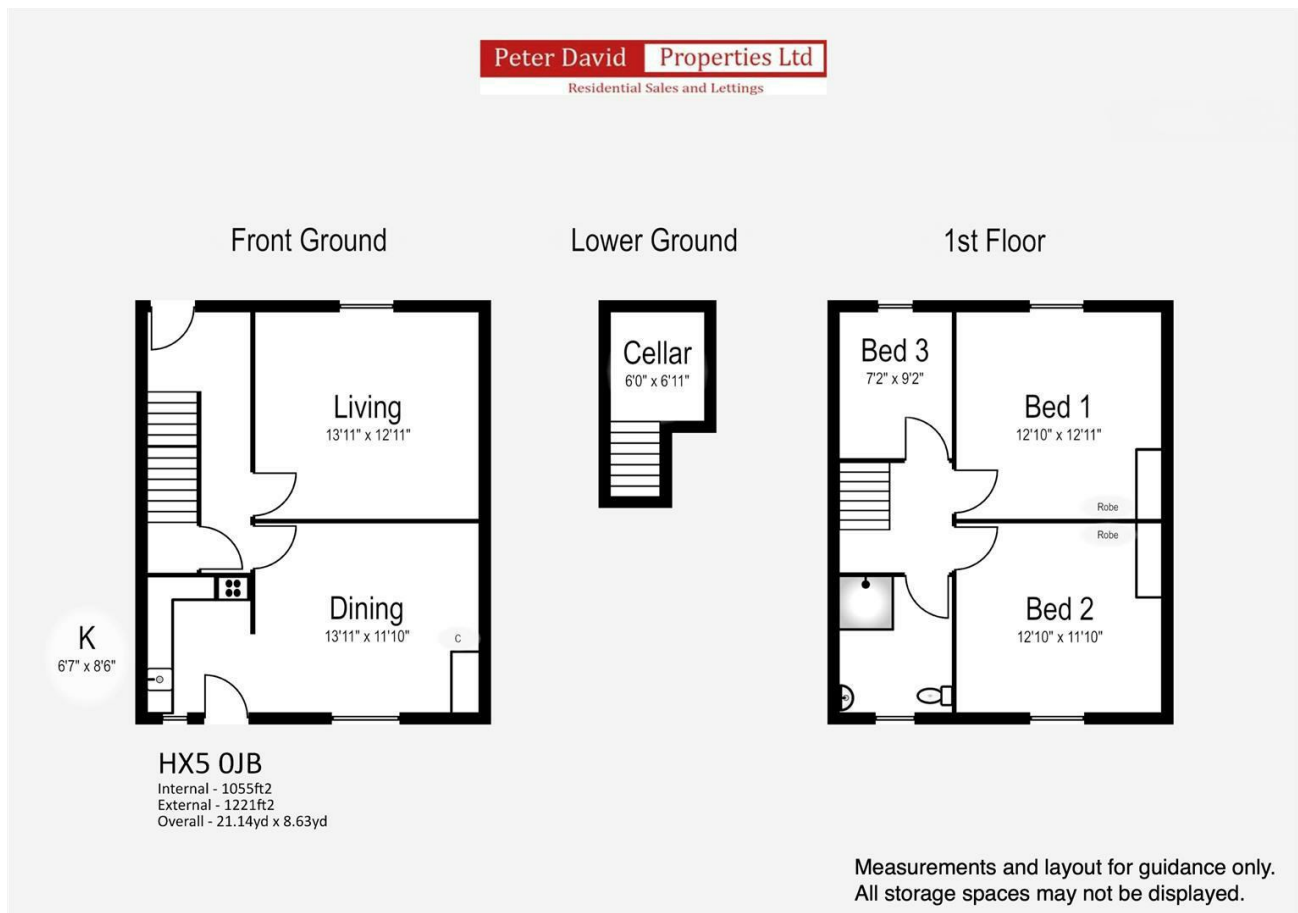 Peter David Properties Ltd
Residential Sales and Lettings
Front Ground
Lower Ground
1st Floor
Living
13'11" x 12'11"
Dining
13'11" x 11'10"
C
K
6'7" x 8'6"
Cellar
6'0" x 6'11"
Bed 3
7'2" x 9'2"
Bed 1
12'10" x 12'11"
Robe
Robe
Bed 2
12'10" x 11'10"
HX5 0JB
Internal - 1055ft2
External - 1221ft2
Overall - 21.14yd x 8.63yd
Measurements and layout for guidance only.
All storage spaces may not be displayed.